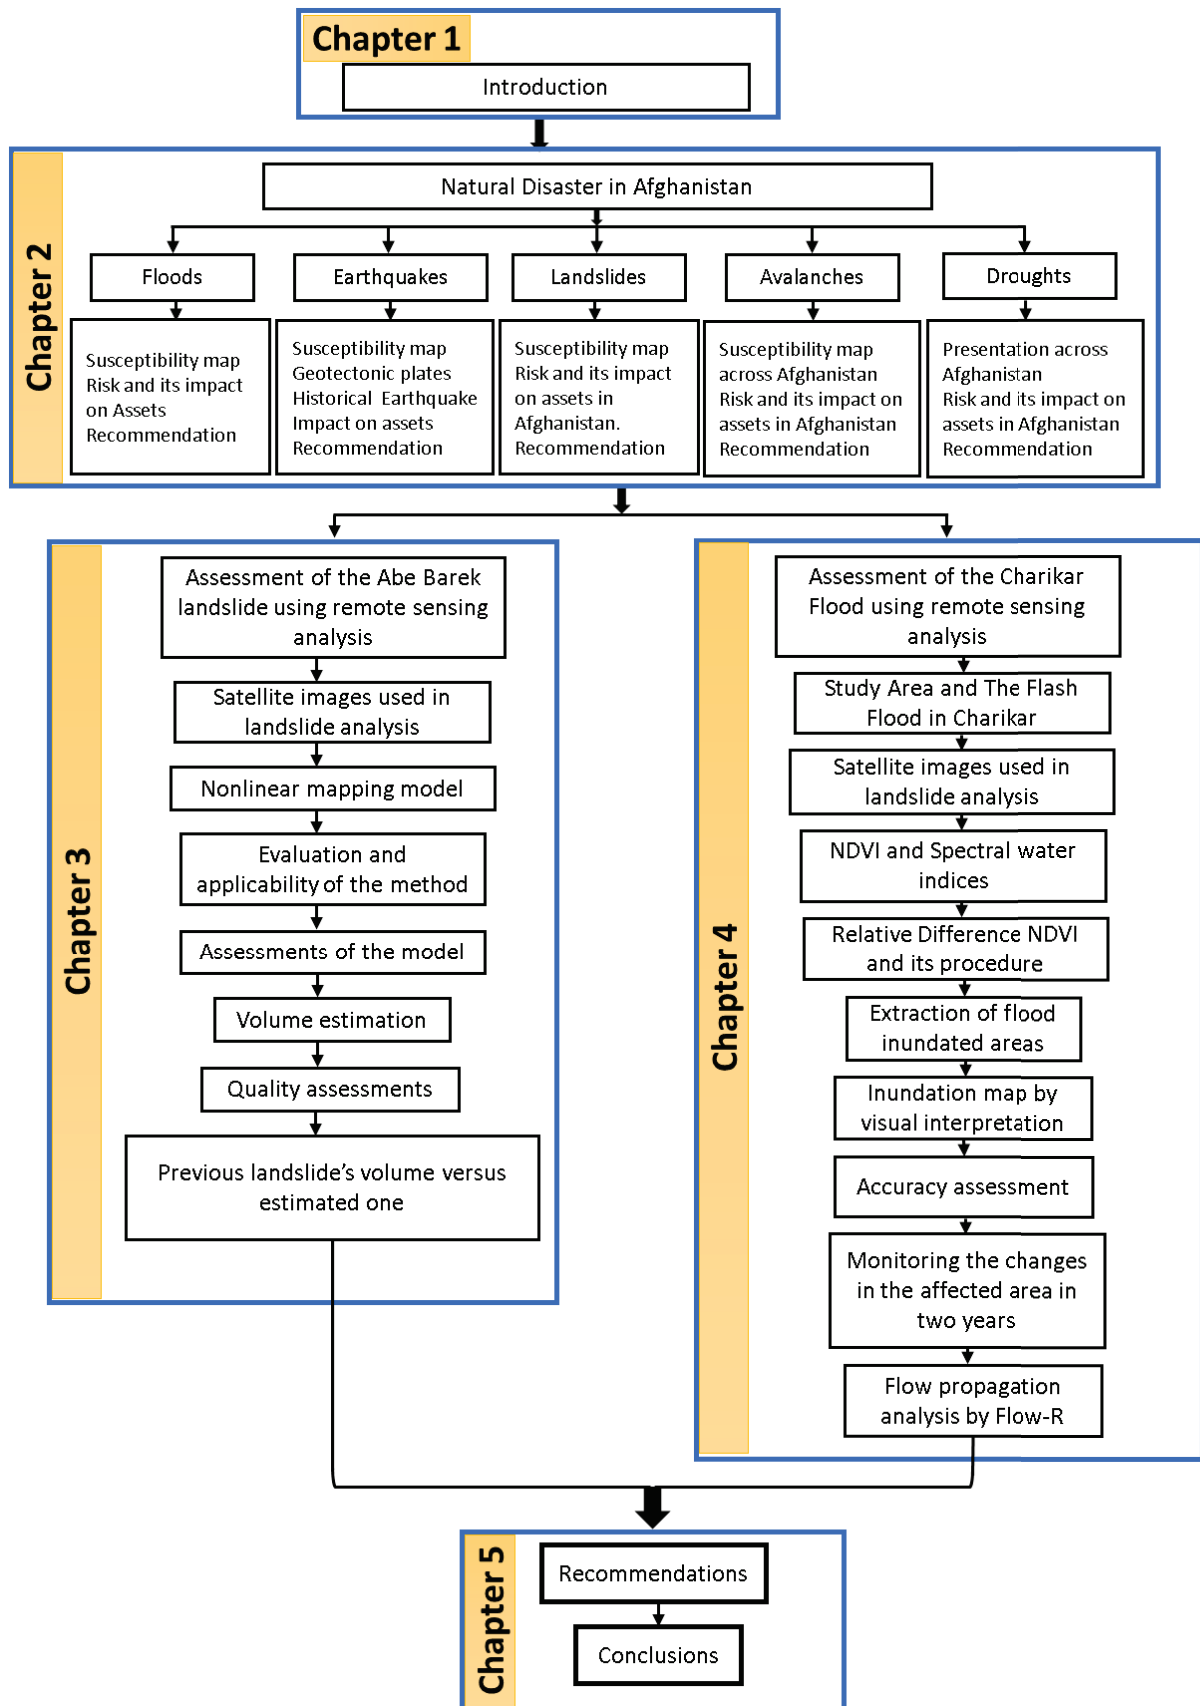 Chapter 1
Introduction
Chapter 2
Natural Disaster in Afghanistan
Floods
Earthquakes
Landslides
Avalanches
Droughts
Susceptibility map
Risk and its impact
on Assets
Recommendation
Susceptibility map
Geotectonic plates
Historical Earthquake
Impact on assets
Recommendation
Susceptibility map
Risk and its impact
on assets in
Afghanistan.
Recommendation
Susceptibility map
across Afghanistan
Risk and its impact on
assets in Afghanistan
Recommendation
Presentation across
Afghanistan
Risk and its impact on
assets in Afghanistan
Recommendation
Chapter 3
Assessment of the Abe Barek
landslide using remote sensing
analysis
Satellite images used in
landslide analysis
Nonlinear mapping model
Evaluation and
applicability of the method
Assessments of the model
Volume estimation
Quality assessments
Previous landslide's volume versus
estimated one
Chapter 4
Assessment of the Charikar
Flood using remote sensing
analysis
Study Area and The Flash
Flood in Charikar
Satellite images used in
landslide analysis
NDVI and Spectral water
indices
Relative Difference NDVI
and its procedure
Extraction of flood
inundated areas
Inundation map by
visual interpretation
Accuracy assessment
Monitoring the changes
in the affected area in
two years
Flow propagation
analysis by Flow-R
Chapter 5
Recommendations
Conclusions